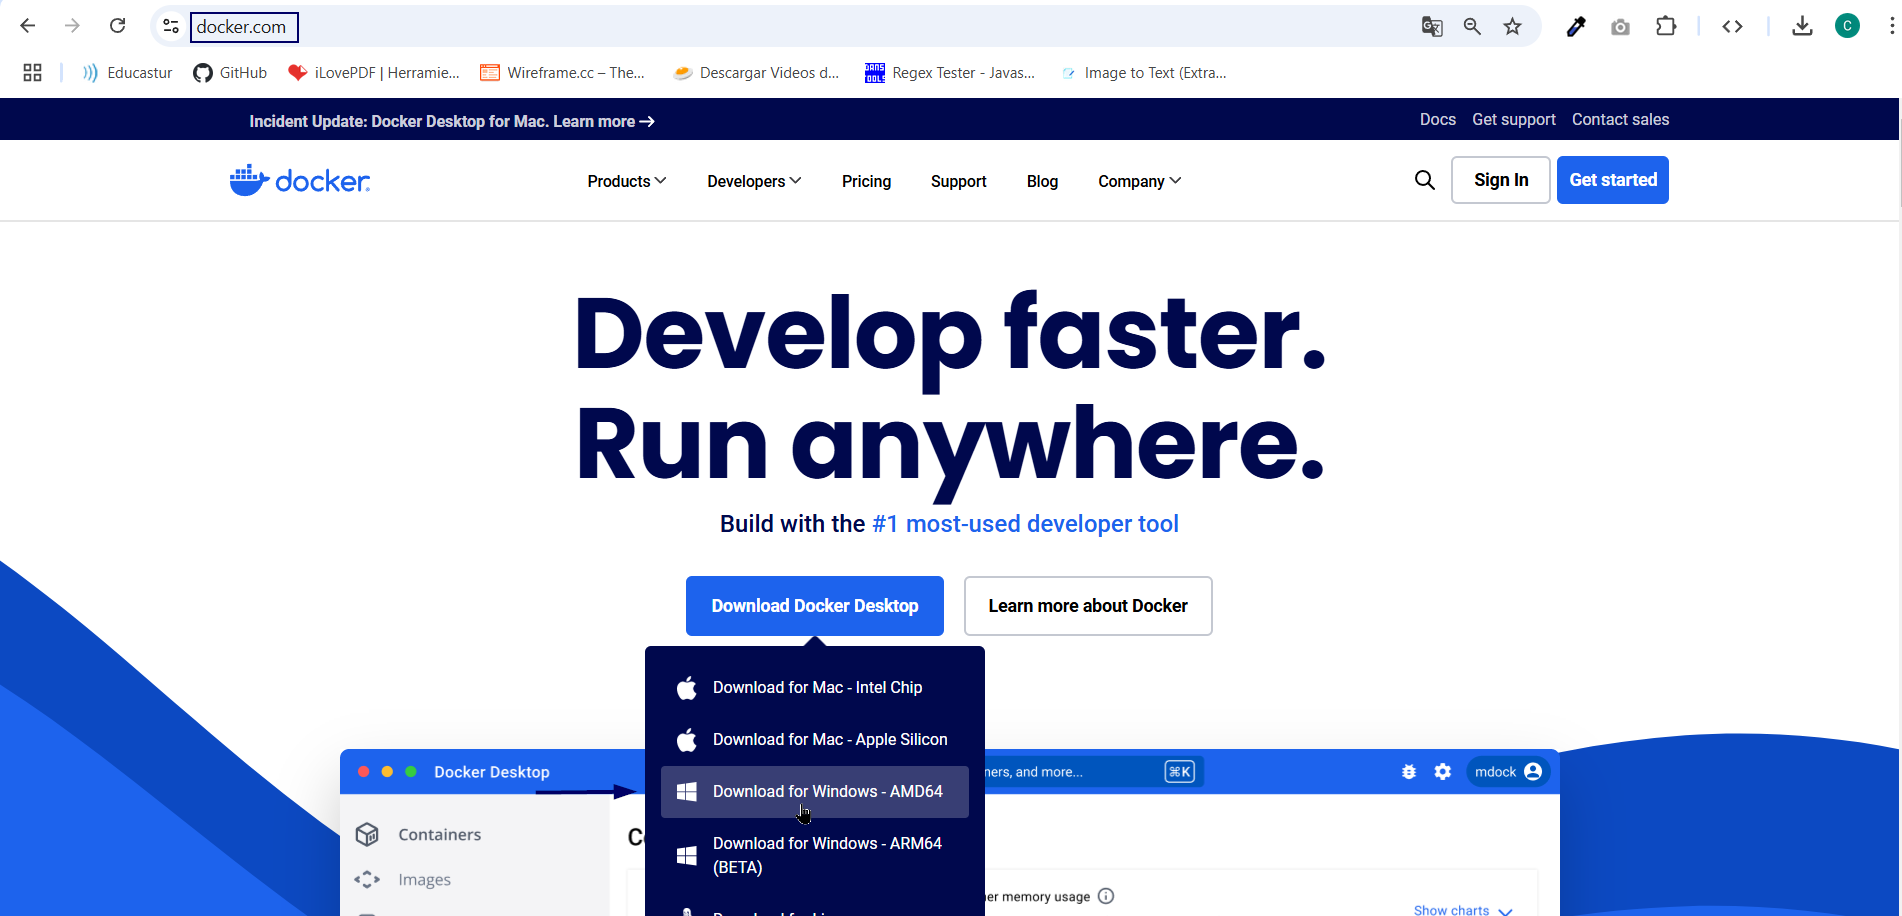 docker.com
Educastur
GitHub
iLovePDF | Herramie...
Wireframe.cc – The...
Descargar Videos d...
DANS
TOOLS
Regex Tester - Javas...
Image to Text (Extra...
C
Incident Update: Docker Desktop for Mac. Learn more →
Docs Get support Contact sales
docker
Products Developers Pricing Support Blog Company
Sign In
Get started
Develop faster.
Run anywhere.
Build with the #1 most-used developer tool
Download Docker Desktop
Learn more about Docker
Download for Mac - Intel Chip
Download for Mac - Apple Silicon
Download for Windows - AMD64
Download for Windows - ARM64
(BETA)
Docker Desktop
ners, and more...
⌘K
mdock
Containers
Images
memory usage
Show charts